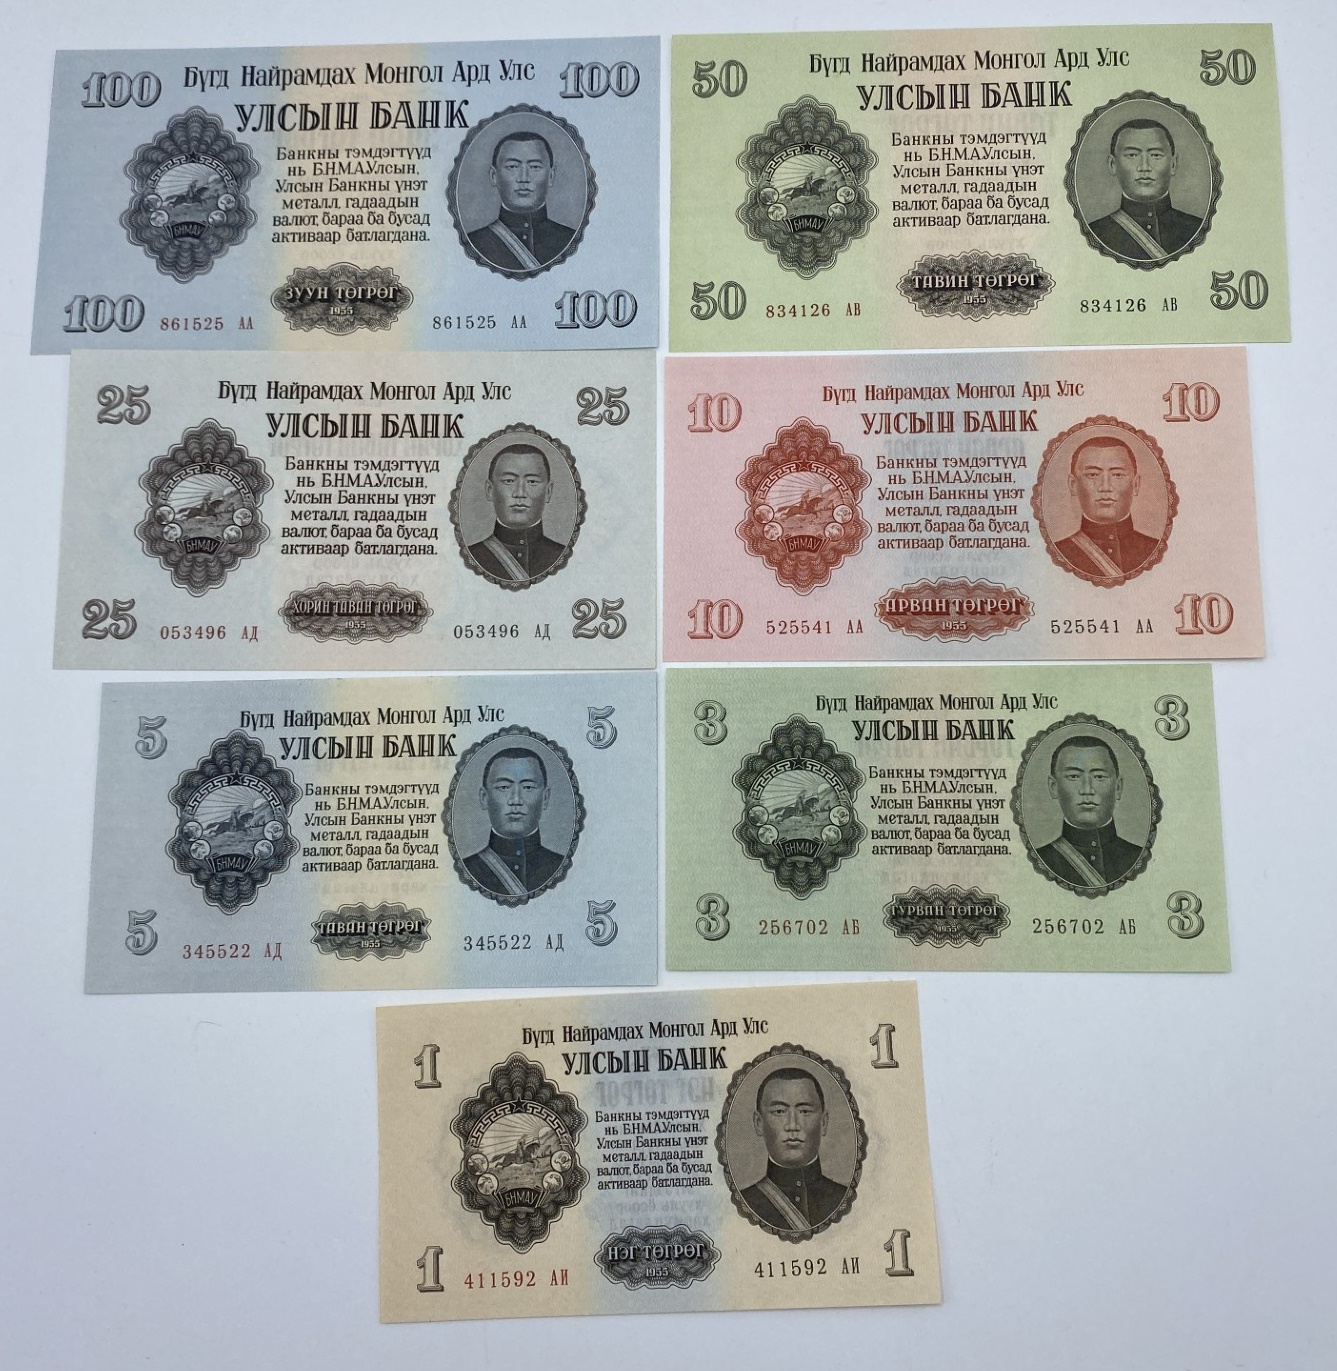 100 Бүгд Найрамдах Монгол Ард Улс 100
УЛСЫН БАНК
Банкны тэмдэгтүүд
нь Б.Н.М.А.Улсын,
Улсын Банкны үнэт
металл, гадаадын
валют, бараа ба бусад
активаар батлагдана.
БНМАУ
ЗУУН ТӨГРӨГ
1955
100 861525 АА 861525 АА 100
50 Бүгд Найрамдах Монгол Ард Улс 50
УЛСЫН БАНК
Банкны тэмдэгтүүд
нь Б.Н.М.А.Улсын,
Улсын Банкны үнэт
металл, гадаадын
валют, бараа ба бусад
активаар батлагдана.
БНМАУ
ТАВИН ТӨГРӨГ
1955
50 834126 АВ 834126 АВ 50
25 Бүгд Найрамдах Монгол Ард Улс 25
УЛСЫН БАНК
Банкны тэмдэгтүүд
нь Б.Н.М.А.Улсын,
Улсын Банкны үнэт
металл, гадаадын
валют, бараа ба бусад
активаар батлагдана.
БНМАУ
ХОРИН ТАВАН ТӨГРӨГ
1955
25 053496 АД 053496 АД 25
10 Бүгд Найрамдах Монгол Ард Улс 10
УЛСЫН БАНК
Банкны тэмдэгтүүд
нь Б.Н.М.А.Улсын,
Улсын Банкны үнэт
металл, гадаадын
валют, бараа ба бусад
активаар батлагдана.
БНМАУ
АРВАН ТӨГРӨГ
1955
10 525541 АА 525541 АА 10
5 Бүгд Найрамдах Монгол Ард Улс 5
УЛСЫН БАНК
Банкны тэмдэгтүүд
нь Б.Н.М.А.Улсын,
Улсын Банкны үнэт
металл, гадаадын
валют, бараа ба бусад
активаар батлагдана.
БНМАУ
ТАВАН ТӨГРӨГ
1955
5 345522 АД 345522 АД 5
3 Бүгд Найрамдах Монгол Ард Улс 3
УЛСЫН БАНК
Банкны тэмдэгтүүд
нь Б.Н.М.А.Улсын,
Улсын Банкны үнэт
металл, гадаадын
валют, бараа ба бусад
активаар батлагдана.
БНМАУ
ГУРВАН ТӨГРӨГ
1955
3 256702 АБ 256702 АБ 3
1 Бүгд Найрамдах Монгол Ард Улс 1
УЛСЫН БАНК
Банкны тэмдэгтүүд
нь Б.Н.М.А.Улсын,
Улсын Банкны үнэт
металл, гадаадын
валют, бараа ба бусад
активаар батлагдана.
БНМАУ
НЭГ ТӨГРӨГ
1955
1 411592 АИ 411592 АИ 1